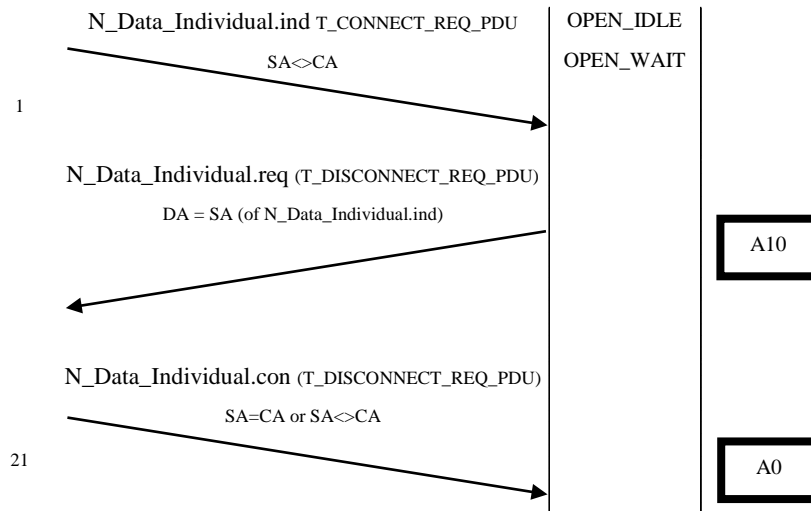 N_Data_Individual.ind T_CONNECT_REQ_PDU
OPEN_IDLE
SA<>CA
OPEN_WAIT
1
N_Data_Individual.req (T_DISCONNECT_REQ_PDU)
DA = SA (of N_Data_Individual.ind)
A10
N_Data_Individual.con (T_DISCONNECT_REQ_PDU)
SA=CA or SA<>CA
21
A0